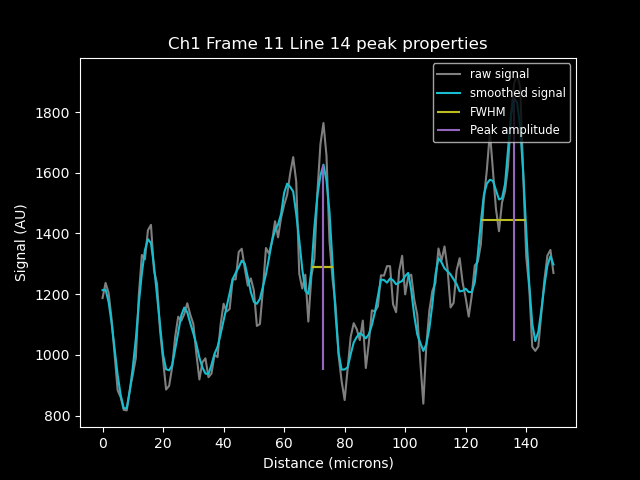 Ch1 Frame 11 Line 14 peak properties
raw signal
smoothed signal
FWHM
Peak amplitude
Signal (AU)
1800
1600
1400
1200
1000
800
0 20 40 60 80 100 120 140
Distance (microns)